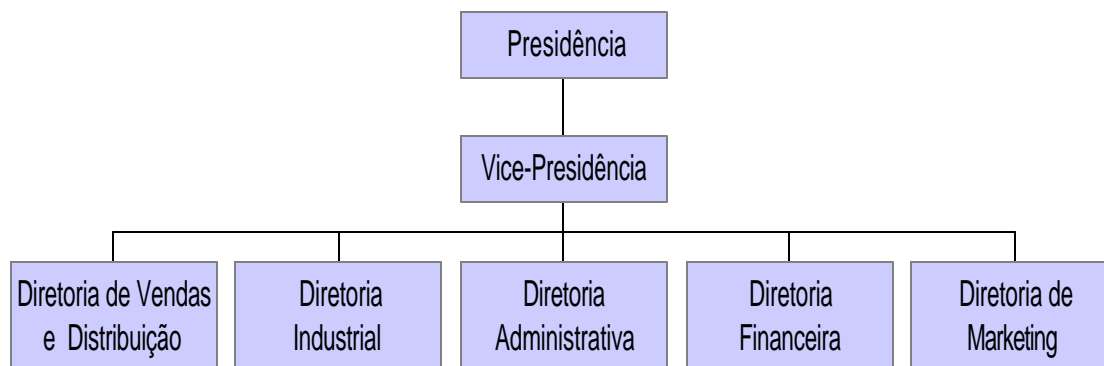 Presidência
Vice-Presidência
Diretoria de Vendas
e Distribuição
Diretoria
Industrial
Diretoria
Administrativa
Diretoria
Financeira
Diretoria de
Marketing